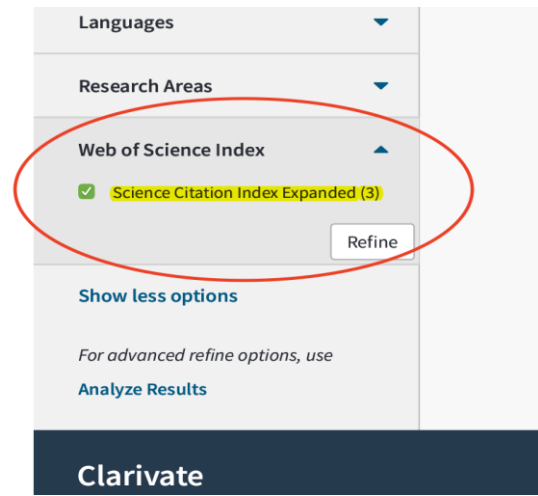 Languages
Research Areas
Web of Science Index
Science Citation Index Expanded (3)
Refine
Show less options
For advanced refine options, use
Analyze Results
Clarivate